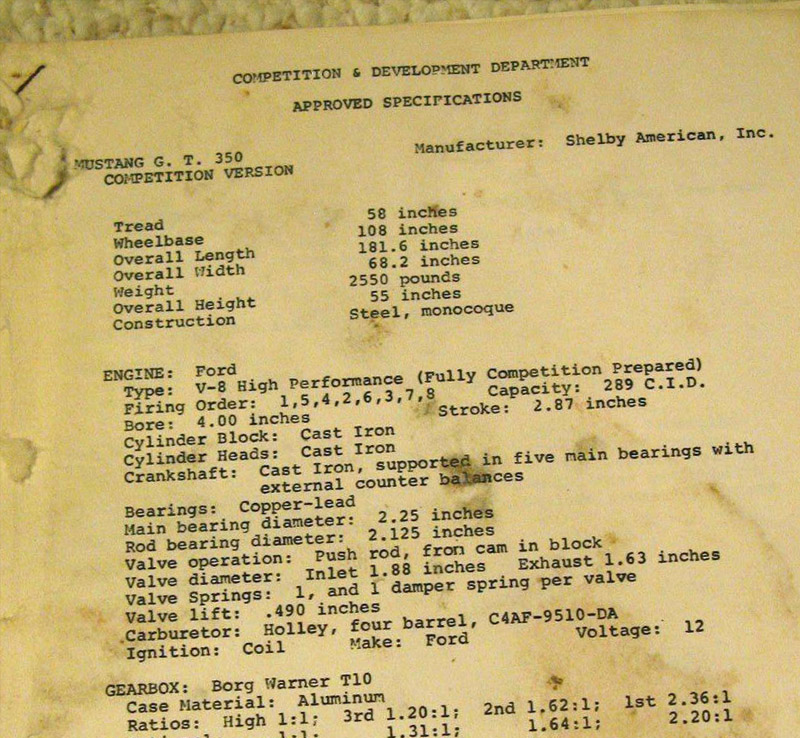 COMPETITION & DEVELOPMENT DEPARTMENT
APPROVED SPECIFICATIONS
Manufacturer: Shelby American, Inc.
MUSTANG G. T. 350
COMPETITION VERSION
Tread 58 inches
Wheelbase 108 inches
Overall Length 181.6 inches
Overall Width 68.2 inches
Weight 2550 pounds
Overall Height 55 inches
Construction Steel, monocoque
ENGINE: Ford
Type: V-8 High Performance (Fully Competition Prepared)
Firing Order: 1,5,4,2,6,3,7,8 Capacity: 289 C.I.D.
Bore: 4.00 inches Stroke: 2.87 inches
Cylinder Block: Cast Iron
Cylinder Heads: Cast Iron
Crankshaft: Cast Iron, supported in five main bearings with
external counter balances
Bearings: Copper-lead
Main bearing diameter: 2.25 inches
Rod bearing diameter: 2.125 inches
Valve operation: Push rod, fron cam in block
Valve diameter: Inlet 1.88 inches Exhaust 1.63 inches
Valve Springs: 1, and 1 damper spring per valve
Valve lift: .490 inches
Carburetor: Holley, four barrel, C4AF-9510-DA
Ignition: Coil Make: Ford Voltage: 12
GEARBOX: Borg Warner T10
Case Material: Aluminum
Ratios: High 1:1; 3rd 1.20:1; 2nd 1.62:1; 1st 2.36:1
1:1; 1.31:1; 1.64:1; 2.20:1